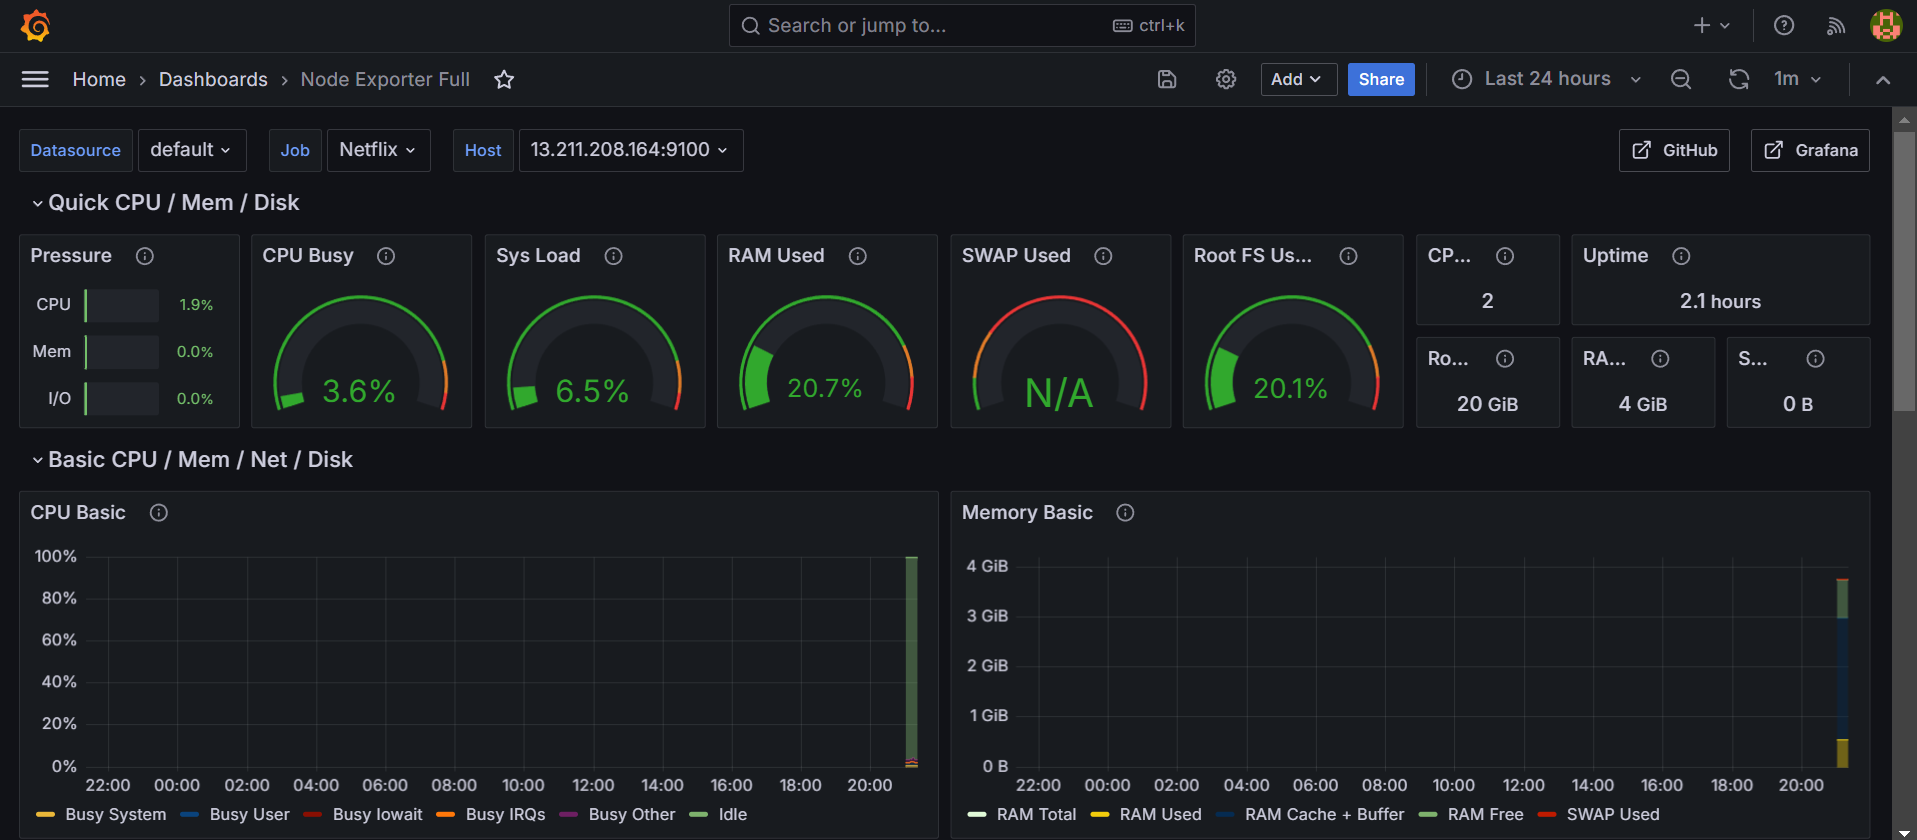 Search or jump to... ctrl+k
Home › Dashboards › Node Exporter Full
Add Share Last 24 hours 1m
Datasource default Job Netflix Host 13.211.208.164:9100 GitHub Grafana
Quick CPU / Mem / Disk
Pressure
CPU 1.9%
Mem 0.0%
I/O 0.0%
CPU Busy
3.6%
Sys Load
6.5%
RAM Used
20.7%
SWAP Used
N/A
Root FS Us...
20.1%
CP...
2
Uptime
2.1 hours
Ro...
20 GiB
RA...
4 GiB
S...
0 B
Basic CPU / Mem / Net / Disk
CPU Basic
100%
80%
60%
40%
20%
0%
22:00 00:00 02:00 04:00 06:00 08:00 10:00 12:00 14:00 16:00 18:00 20:00
Busy System Busy User Busy Iowait Busy IRQs Busy Other Idle
Memory Basic
4 GiB
3 GiB
2 GiB
1 GiB
0 B
22:00 00:00 02:00 04:00 06:00 08:00 10:00 12:00 14:00 16:00 18:00 20:00
RAM Total RAM Used RAM Cache + Buffer RAM Free SWAP Used